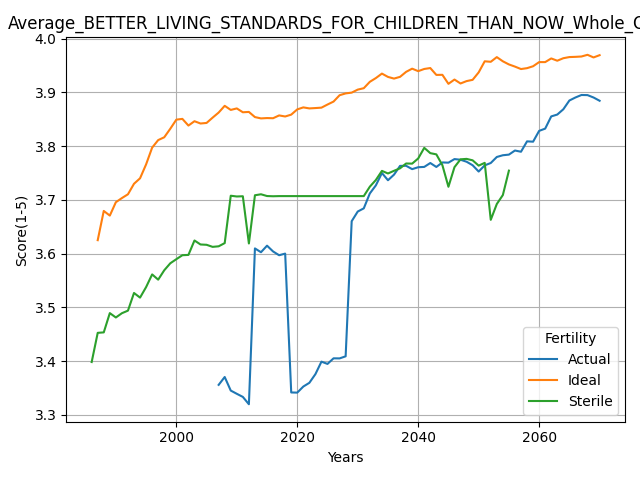 Average_BETTER_LIVING_STANDARDS_FOR_CHILDREN_THAN_NOW_Whole_
4.0
3.9
3.8
3.7
3.6
3.5
3.4
3.3
Score(1-5)
Fertility
Actual
Ideal
Sterile
2000 2020 2040 2060
Years